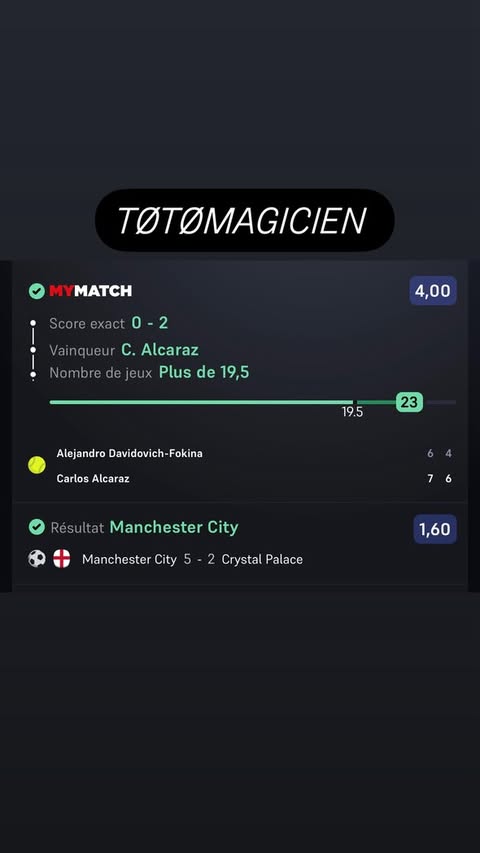 TØTØMAGICIEN
MYMATCH 4,00
Score exact 0 - 2
Vainqueur C. Alcaraz
Nombre de jeux Plus de 19,5
23
19.5
Alejandro Davidovich-Fokina 6 4
Carlos Alcaraz 7 6
Résultat Manchester City 1,60
Manchester City 5 - 2 Crystal Palace